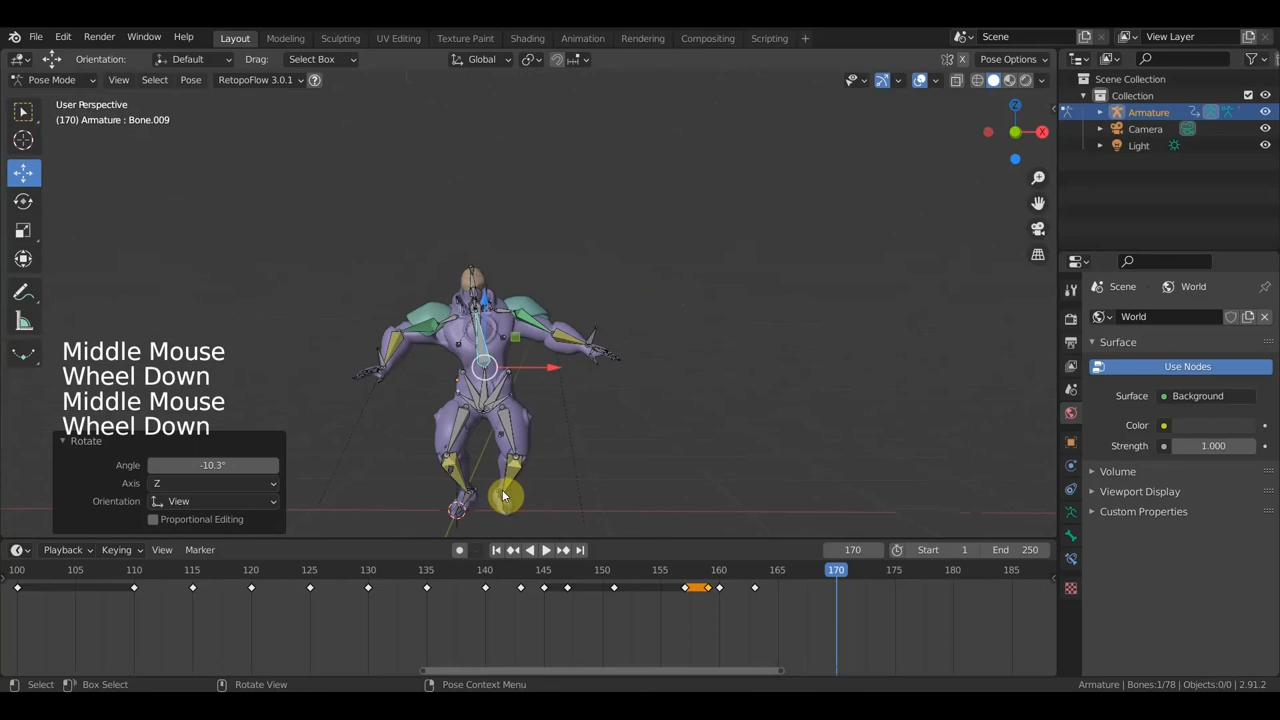 File Edit Render Window Help Layout Modeling Sculpting UV Editing Texture Paint Shading Animation Rendering Compositing Scripting + Scene View Layer
Orientation: Default Drag: Select Box Global Pose Options
Pose Mode View Select Pose RetopoFlow 3.0.1
Scene Collection
Collection
Armature
Camera
Light
User Perspective
(170) Armature : Bone.009
Z
X
Middle Mouse
Wheel Down
Middle Mouse
Wheel Down
Rotate
Angle -10.3°
Axis Z
Orientation View
Proportional Editing
Scene World
World
Surface
Use Nodes
Surface Background
Color
Strength 1.000
Volume
Viewport Display
Custom Properties
Playback Keying View Marker 170 Start 1 End 250
100 105 110 115 120 125 130 135 140 145 150 155 160 165 170 175 180 185
Select Box Select Rotate View Pose Context Menu Armature | Bones:1/78 | Objects:0/0 | 2.91.2